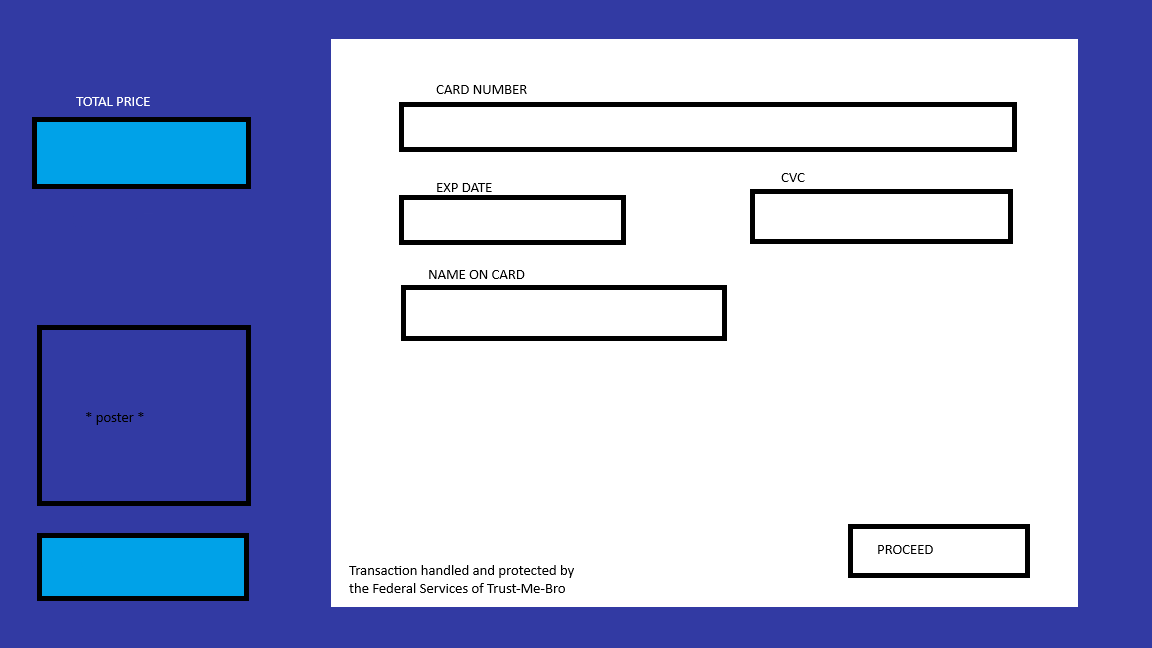 TOTAL PRICE
* poster *
CARD NUMBER
EXP DATE
CVC
NAME ON CARD
PROCEED
Transaction handled and protected by
the Federal Services of Trust-Me-Bro